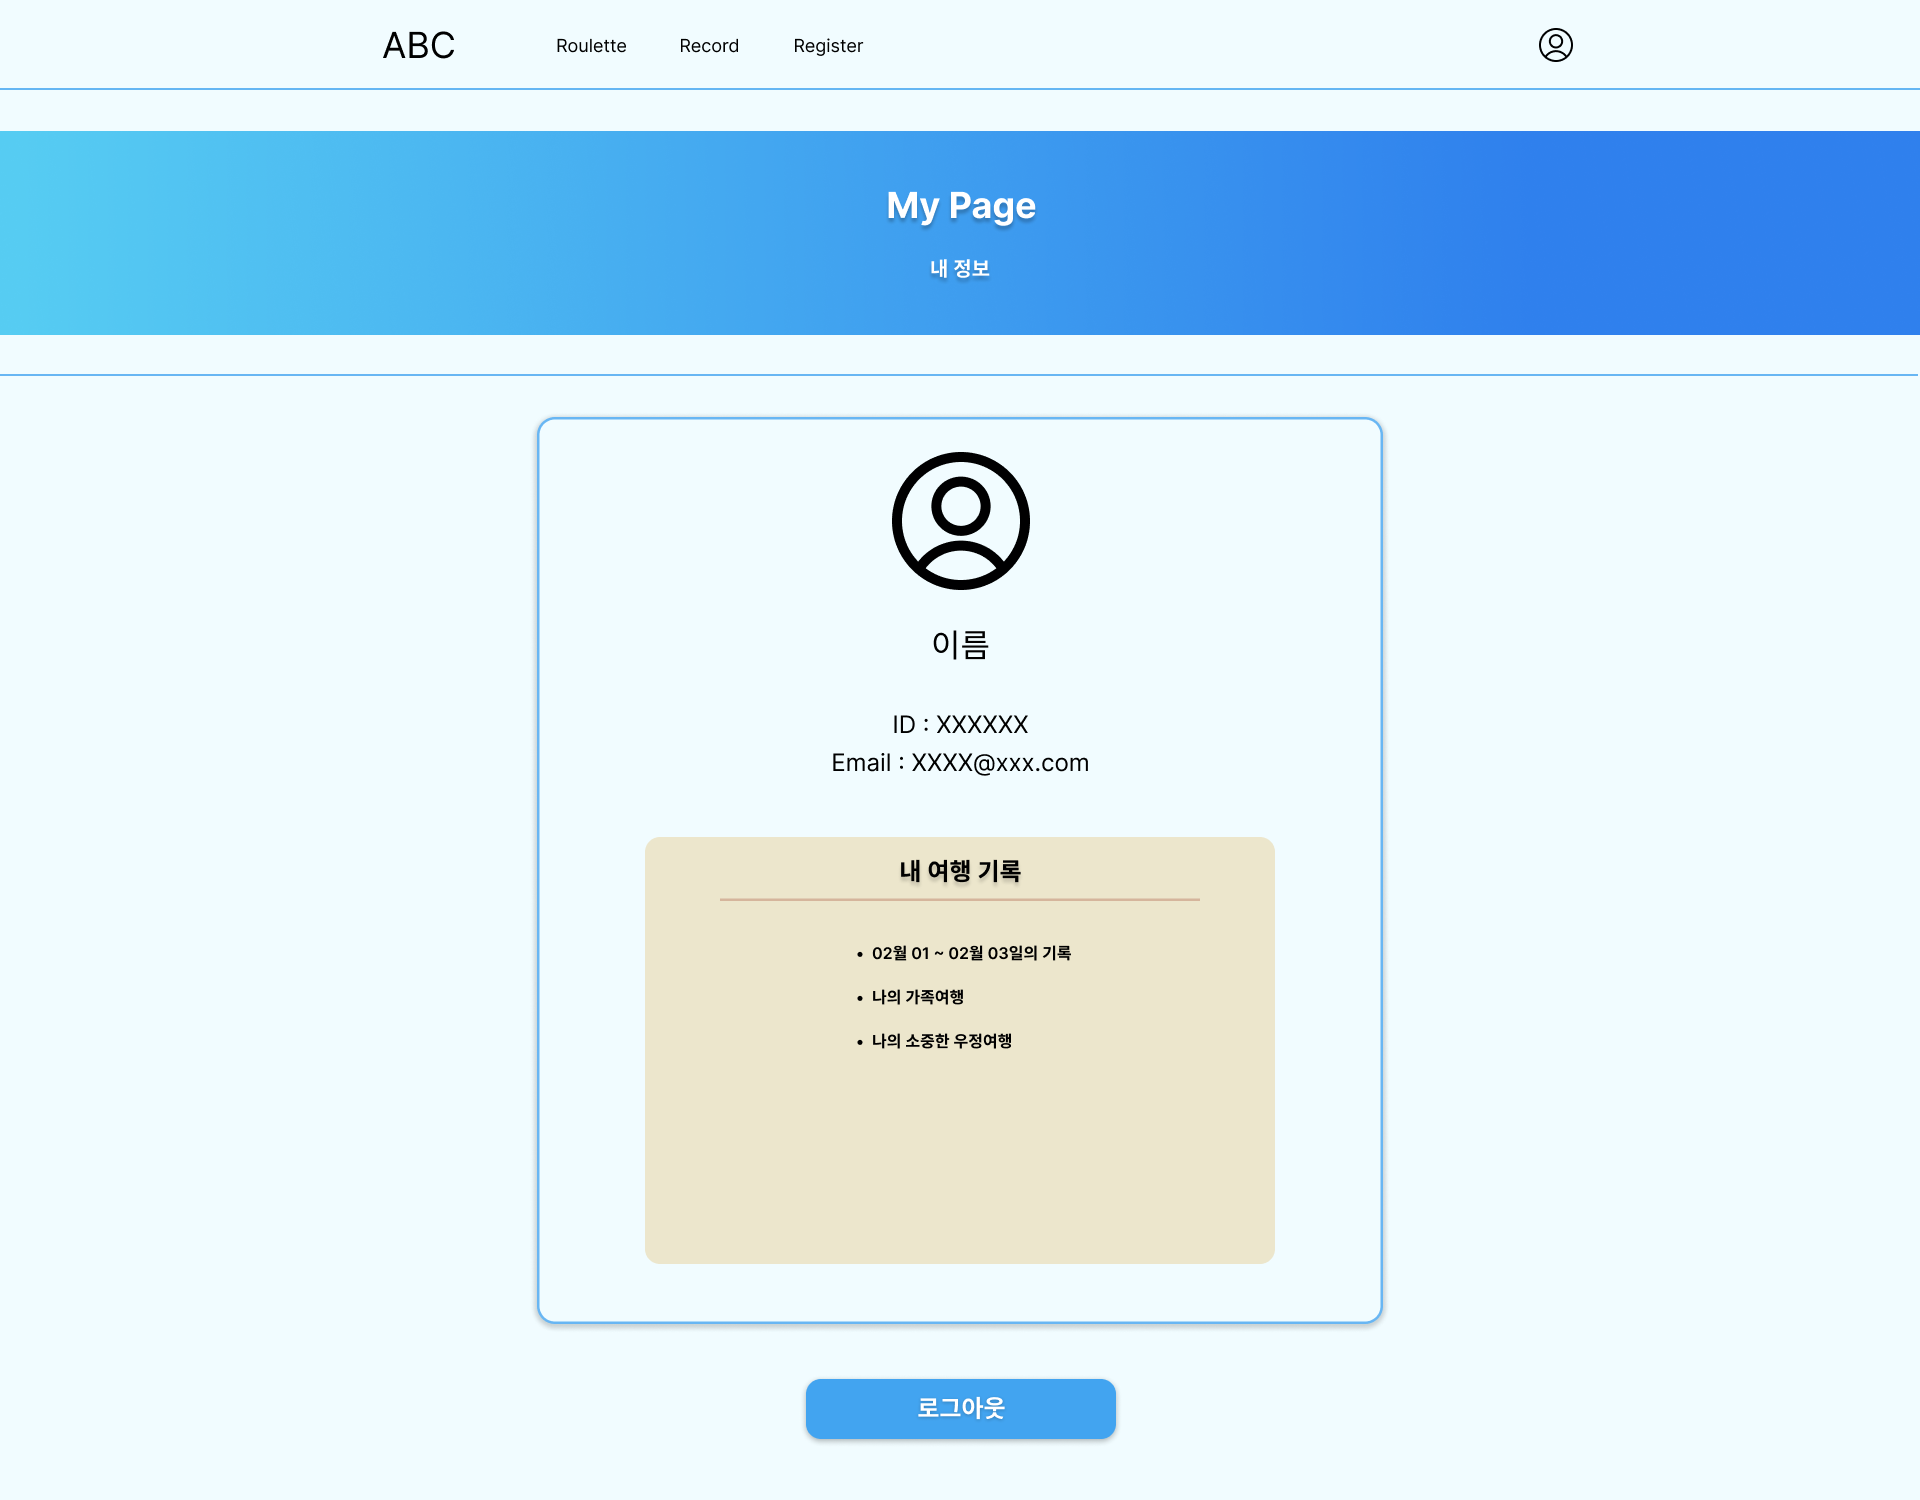 ABC Roulette Record Register
My Page
내 정보
이름
ID : XXXXXX
Email : XXXX@xxx.com
내 여행 기록
• 02월 01 ~ 02월 03일의 기록
• 나의 가족여행
• 나의 소중한 우정여행
로그아웃